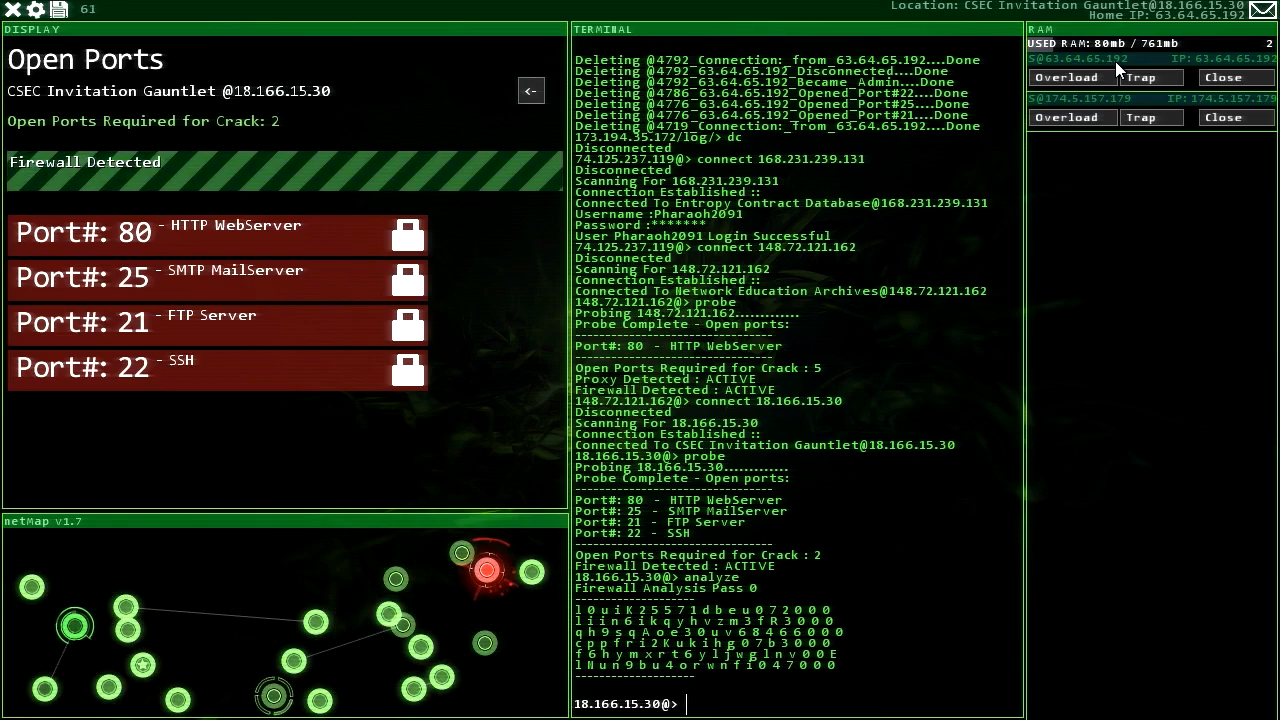 61
Location: CSEC Invitation Gauntlet@18.166.15.30
Home IP: 63.64.65.192
DISPLAY
Open Ports
CSEC Invitation Gauntlet @18.166.15.30
<-
Open Ports Required for Crack: 2
Firewall Detected
Port#: 80 - HTTP WebServer
Port#: 25 - SMTP MailServer
Port#: 21 - FTP Server
Port#: 22 - SSH
netMap v1.7
TERMINAL
Deleting @4792_Connection:_from_63.64.65.192....Done
Deleting @4792_63.64.65.192_Disconnected....Done
Deleting @4792_63.64.65.192_Became_Admin....Done
Deleting @4786_63.64.65.192_Opened_Port#22....Done
Deleting @4776_63.64.65.192_Opened_Port#25....Done
Deleting @4776_63.64.65.192_Opened_Port#21....Done
Deleting @4719_Connection:_from_63.64.65.192....Done
173.194.35.172/log/> dc
Disconnected
74.125.237.119@> connect 168.231.239.131
Disconnected
Scanning For 168.231.239.131
Connection Established ::
Connected To Entropy Contract Database@168.231.239.131
Username :Pharaoh2091
Password :*******
User Pharaoh2091 Login Successful
74.125.237.119@> connect 148.72.121.162
Disconnected
Scanning For 148.72.121.162
Connection Established ::
Connected To Network Education Archives@148.72.121.162
148.72.121.162@> probe
Probing 148.72.121.162.............
Probe Complete - Open ports:
---------------------------------
Port#: 80 - HTTP WebServer
---------------------------------
Open Ports Required for Crack : 5
Proxy Detected : ACTIVE
Firewall Detected : ACTIVE
148.72.121.162@> connect 18.166.15.30
Disconnected
Scanning For 18.166.15.30
Connection Established ::
Connected To CSEC Invitation Gauntlet@18.166.15.30
18.166.15.30@> probe
Probing 18.166.15.30.............
Probe Complete - Open ports:
---------------------------------
Port#: 80 - HTTP WebServer
Port#: 25 - SMTP MailServer
Port#: 21 - FTP Server
Port#: 22 - SSH
---------------------------------
Open Ports Required for Crack : 2
Firewall Detected : ACTIVE
18.166.15.30@> analyze
Firewall Analysis Pass 0
--------------------
l 0 u i K 2 5 5 7 1 d b e u 0 7 2 0 0 0
l i i n 6 i k q y h v z m 3 f R 3 0 0 0
q h 9 s q A o e 3 0 u v 6 8 4 6 6 0 0 0
c p p f r i 2 K u k i h g 0 7 b 3 0 0 0
f 6 h y m x r t 6 y l j w g l n v 0 0 E
l N u n 9 b u 4 o r w n f i 0 4 7 0 0 0
--------------------
18.166.15.30@>
RAM
USED RAM: 80mb / 761mb 2
S@63.64.65.192 IP: 63.64.65.192
Overload Trap Close
S@174.5.157.179 IP: 174.5.157.179
Overload Trap Close